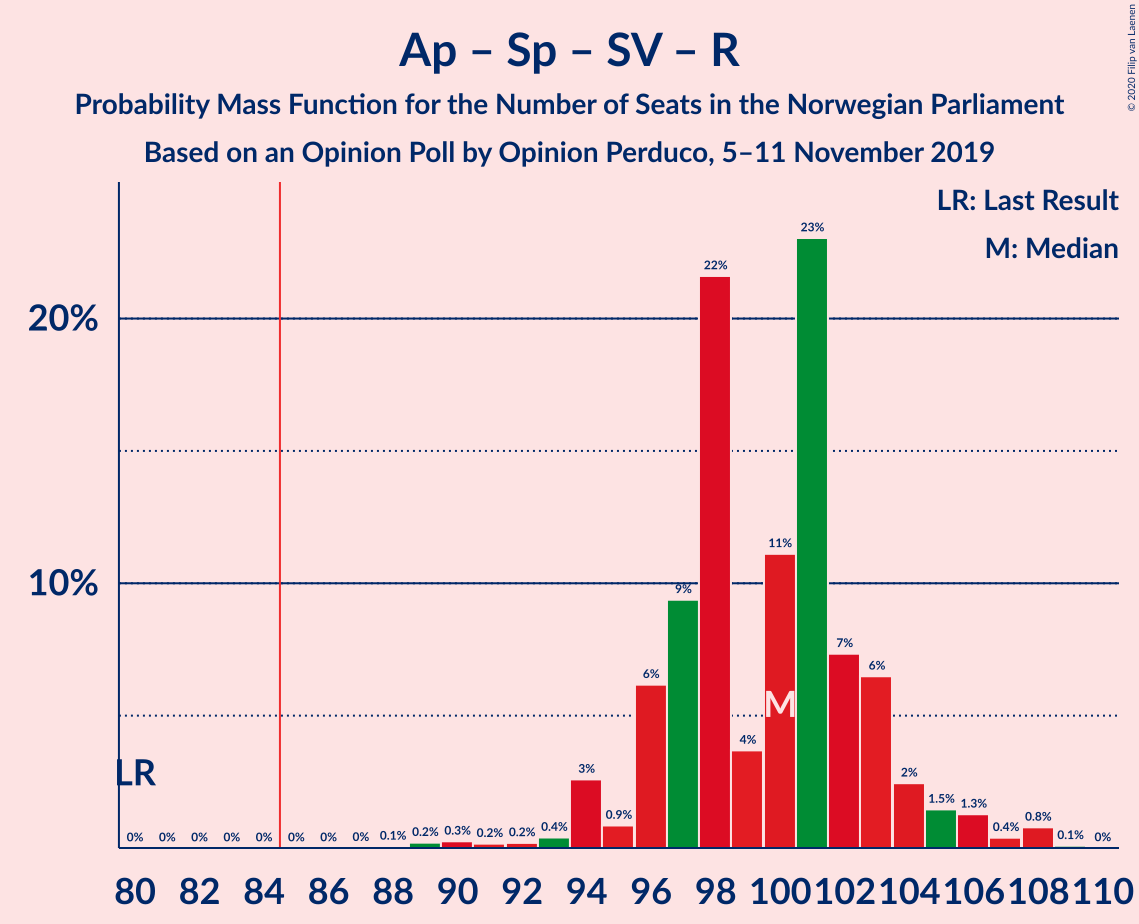 Ap – Sp – SV – R
Probability Mass Function for the Number of Seats in the Norwegian Parliament
Based on an Opinion Poll by Opinion Perduco, 5–11 November 2019
© 2020 Filip van Laenen
LR: Last Result
M: Median
20%
10%
LR
M
0% 0% 0% 0% 0% 0% 0% 0% 0.1% 0.2% 0.3% 0.2% 0.2% 0.4% 3% 0.9% 6% 9% 22% 4% 11% 23% 7% 6% 2% 1.5% 1.3% 0.4% 0.8% 0.1% 0%
80 82 84 86 88 90 92 94 96 98 100 102 104 106 108 110